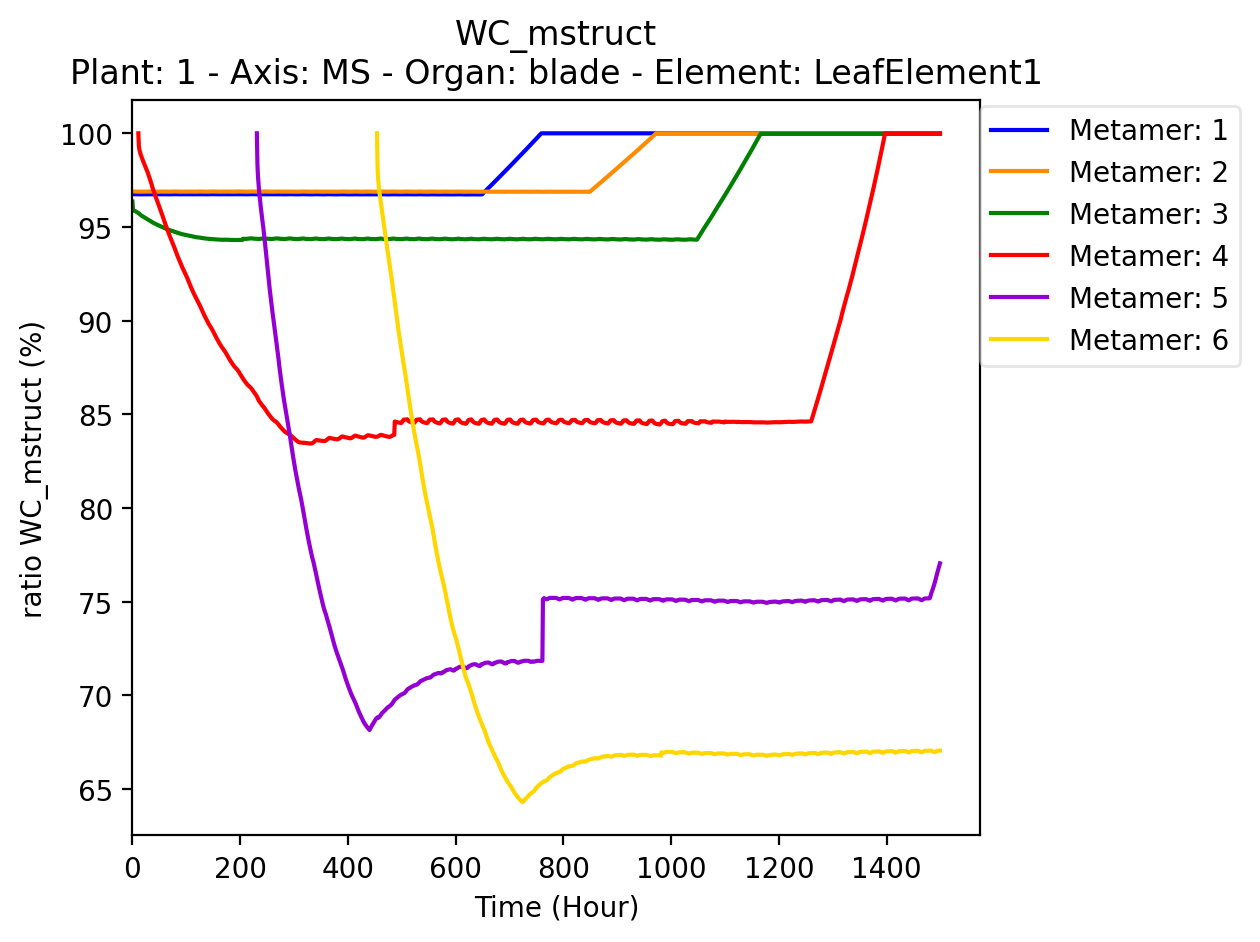 WC_mstruct
Plant: 1 - Axis: MS - Organ: blade - Element: LeafElement1
100
95
90
85
80
75
70
65
ratio WC_mstruct (%)
0 200 400 600 800 1000 1200 1400
Time (Hour)
Metamer: 1
Metamer: 2
Metamer: 3
Metamer: 4
Metamer: 5
Metamer: 6